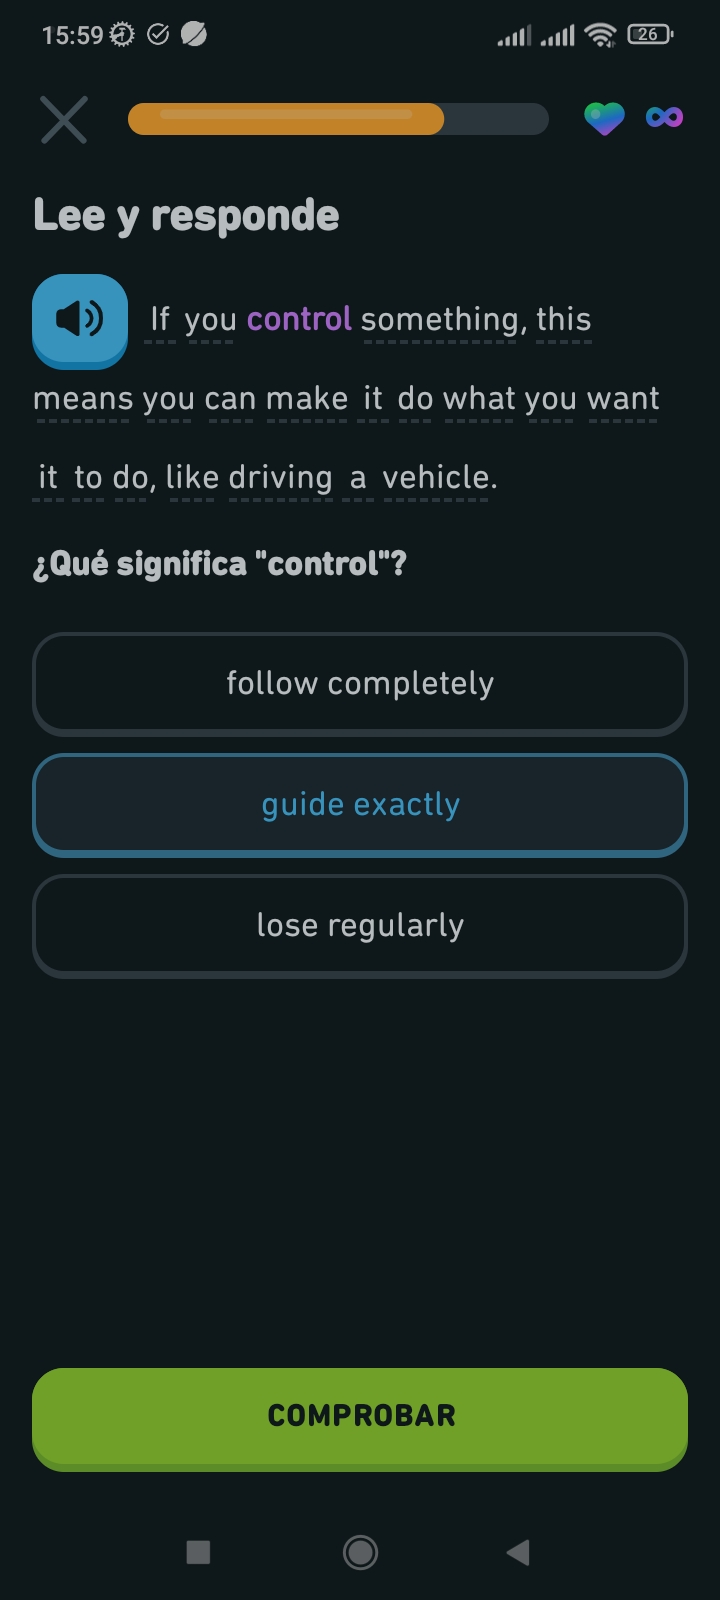 15:59
26
Lee y responde
If you control something, this
means you can make it do what you want
it to do, like driving a vehicle.
¿Qué significa "control"?
follow completely
guide exactly
lose regularly
COMPROBAR